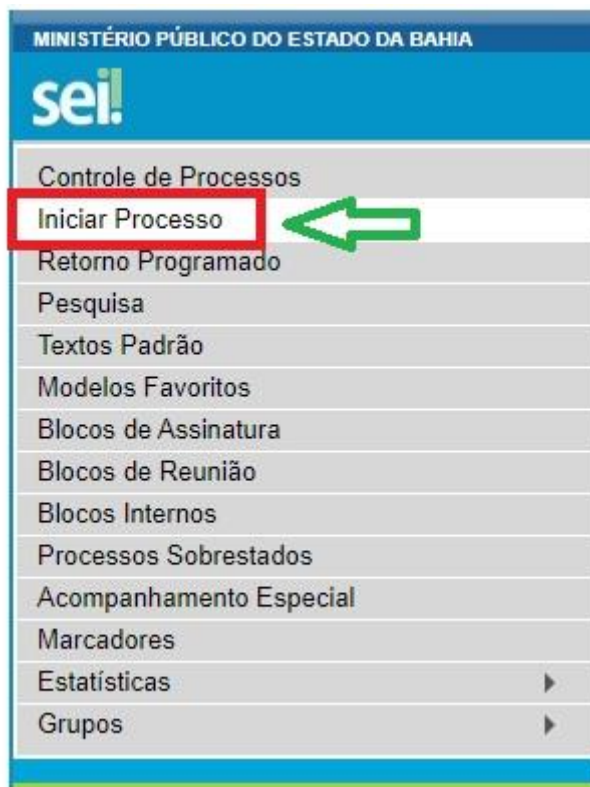 MINISTÉRIO PÚBLICO DO ESTADO DA BAHIA
sei!
Controle de Processos
Iniciar Processo
Retorno Programado
Pesquisa
Textos Padrão
Modelos Favoritos
Blocos de Assinatura
Blocos de Reunião
Blocos Internos
Processos Sobrestados
Acompanhamento Especial
Marcadores
Estatísticas
Grupos